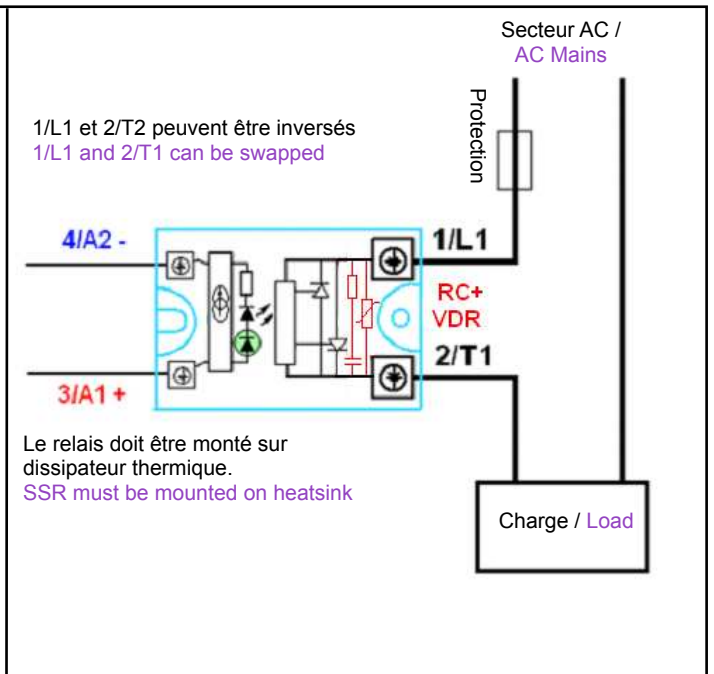 Secteur AC /
AC Mains
Protection
1/L1 et 2/T2 peuvent être inversés
1/L1 and 2/T1 can be swapped
4/A2 -
1/L1
RC+
VDR
2/T1
3/A1 +
Le relais doit être monté sur
dissipateur thermique.
SSR must be mounted on heatsink
Charge / Load